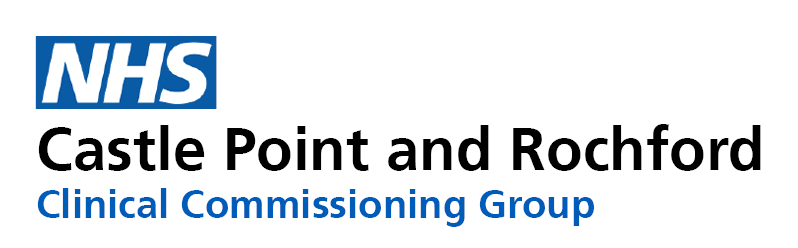 NHS
Castle Point and Rochford
Clinical Commissioning Group